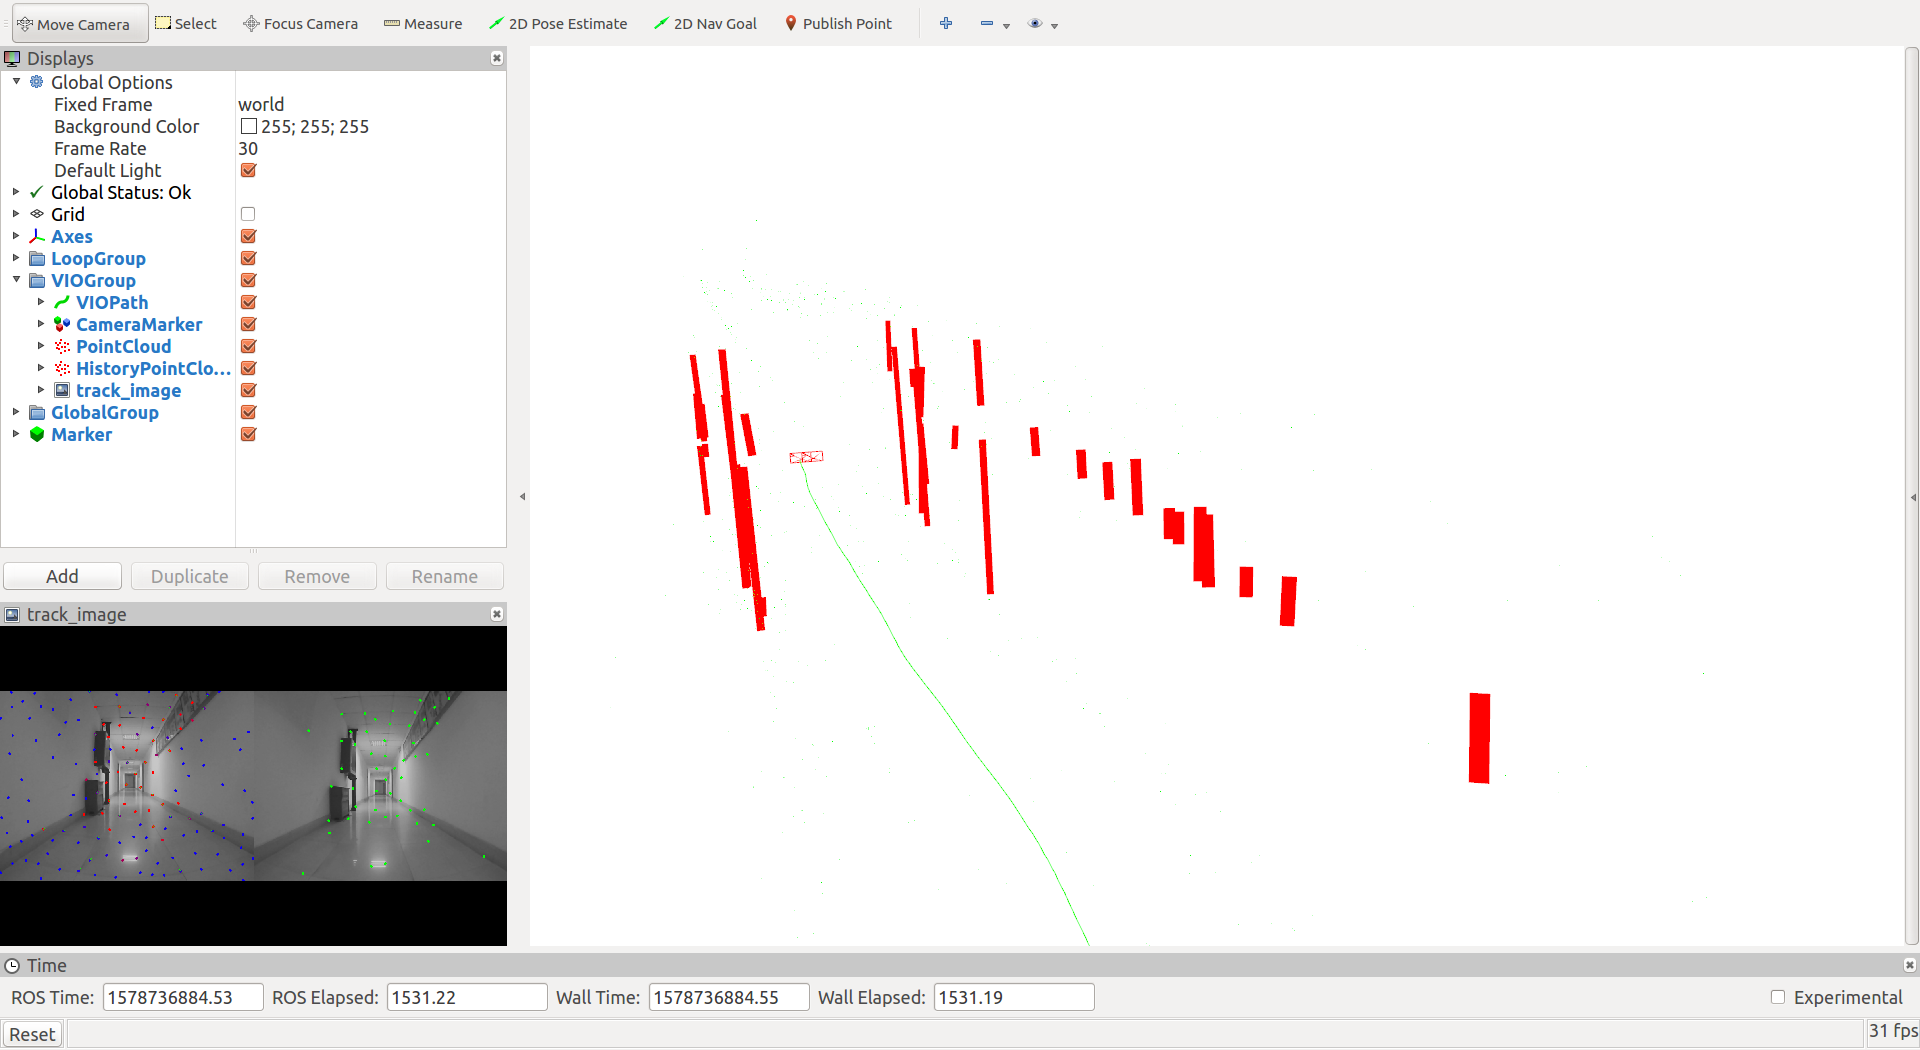 Move Camera Select Focus Camera Measure 2D Pose Estimate 2D Nav Goal Publish Point
Displays
Global Options
Fixed Frame world
Background Color 255; 255; 255
Frame Rate 30
Default Light
Global Status: Ok
Grid
Axes
LoopGroup
VIOGroup
VIOPath
CameraMarker
PointCloud
HistoryPointClo...
track_image
GlobalGroup
Marker
Add Duplicate Remove Rename
track_image
Time
ROS Time: 1578736884.53 ROS Elapsed: 1531.22 Wall Time: 1578736884.55 Wall Elapsed: 1531.19 Experimental
Reset 31 fps